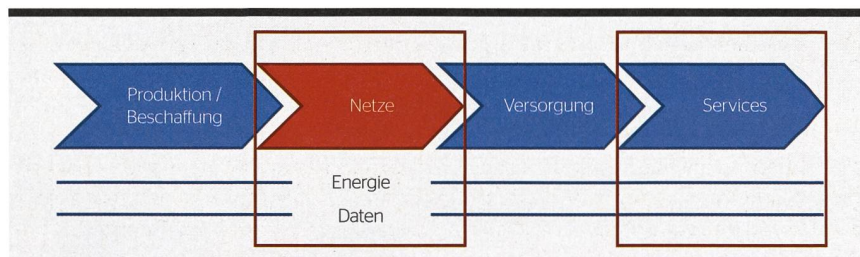 Produktion /
Beschaffung
Netze
Versorgung
Services
Energie
Daten